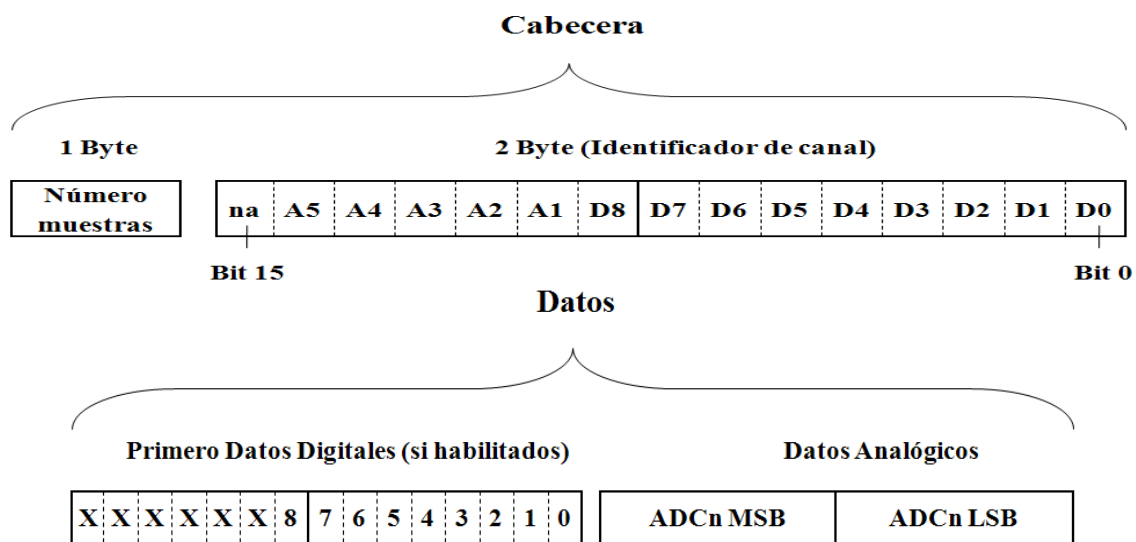 Cabecera
1 Byte 2 Byte (Identificador de canal)
Número
muestras
na A5 A4 A3 A2 A1 D8 D7 D6 D5 D4 D3 D2 D1 D0
Bit 15 Bit 0
Datos
Primero Datos Digitales (si habilitados) Datos Analógicos
X X X X X X 8 7 6 5 4 3 2 1 0 ADCn MSB ADCn LSB